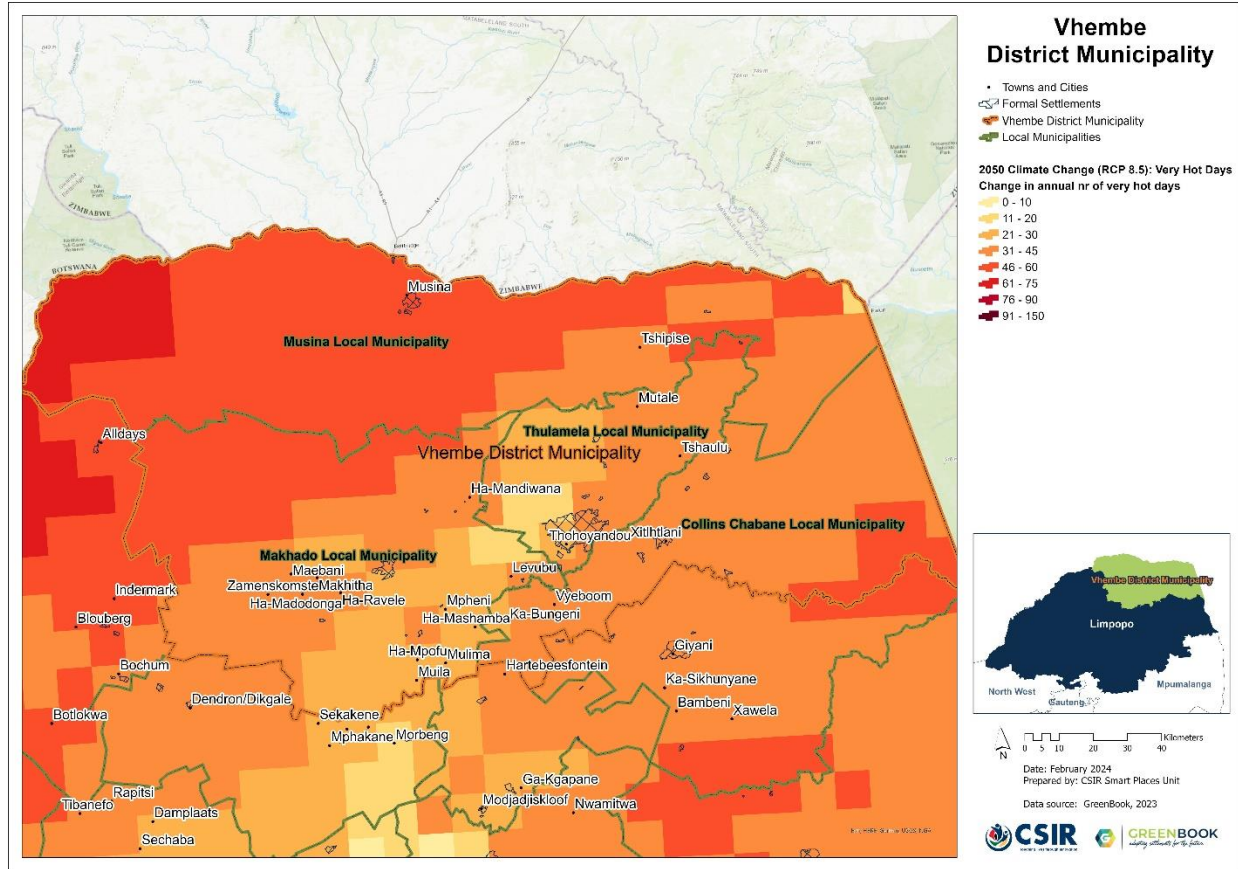 Vhembe
District Municipality
Towns and Cities
Formal Settlements
Vhembe District Municipality
Local Municipalities
2050 Climate Change (RCP 8.5): Very Hot Days
Change in annual nr of very hot days
0 - 10
11 - 20
21 - 30
31 - 45
46 - 60
61 - 75
76 - 90
91 - 150
MATABELELAND SOUTH
ZIMBABWE
BOTSWANA
ZIMBABWE
Musina
Musina Local Municipality
Tshipise
Mutale
Alldays
Thulamela Local Municipality
Vhembe District Municipality
Tshaulu
Ha-Mandiwana
Collins Chabane Local Municipality
Thohoyandou
Xitlhtlani
Makhado Local Municipality
Maebani
Levubu
Zamenskomste
Makhitha
Indermark
Ha-Madodonga
Ha-Ravele
Mpheni
Vyeboom
Blouberg
Ha-Mashamba
Ka-Bungeni
Giyani
Ha-Mpofu
Mulima
Bochum
Hartebeesfontein
Muila
Ka-Sikhunyane
Dendron/Dikgale
Bambeni
Xawela
Botlokwa
Sekakene
Mphakane
Morbeng
Ga-Kgapane
Rapitsi
Modjadjiskloof
Tibanefo
Nwamitwa
Damplaats
Sechaba
Vhembe District Municipality
Limpopo
North West
Gauteng
Mpumalanga
N
Kilometers
0 5 10 20 30 40
Date: February 2024
Prepared by: CSIR Smart Places Unit
Data source: GreenBook, 2023
CSIR
GREENBOOK
adapting settlements for the future